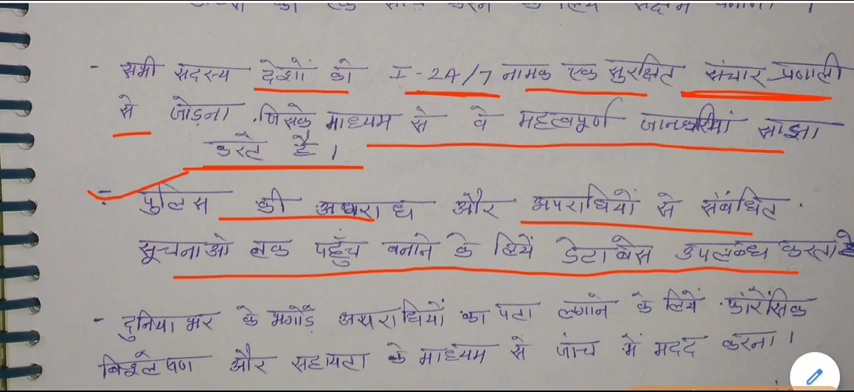 - सभी सदस्य देशों को I-24/7 नामक एक सुरक्षित संचार प्रणाली
से जोड़ना जिसके माध्यम से वे महत्वपूर्ण जानकारियां साझा
करते है ।
- पुलिस की अपराध और अपराधियों से संबंधित
सूचनाओ तक पहुँच बनाने के लिये डेटाबेस उपलब्ध करता है
- दुनिया भर के भगोड़े अपराधियों का पता लगाने के लिये फॉरेंसिक
विश्लेषण और सहायता के माध्यम से जांच में मदद करना ।